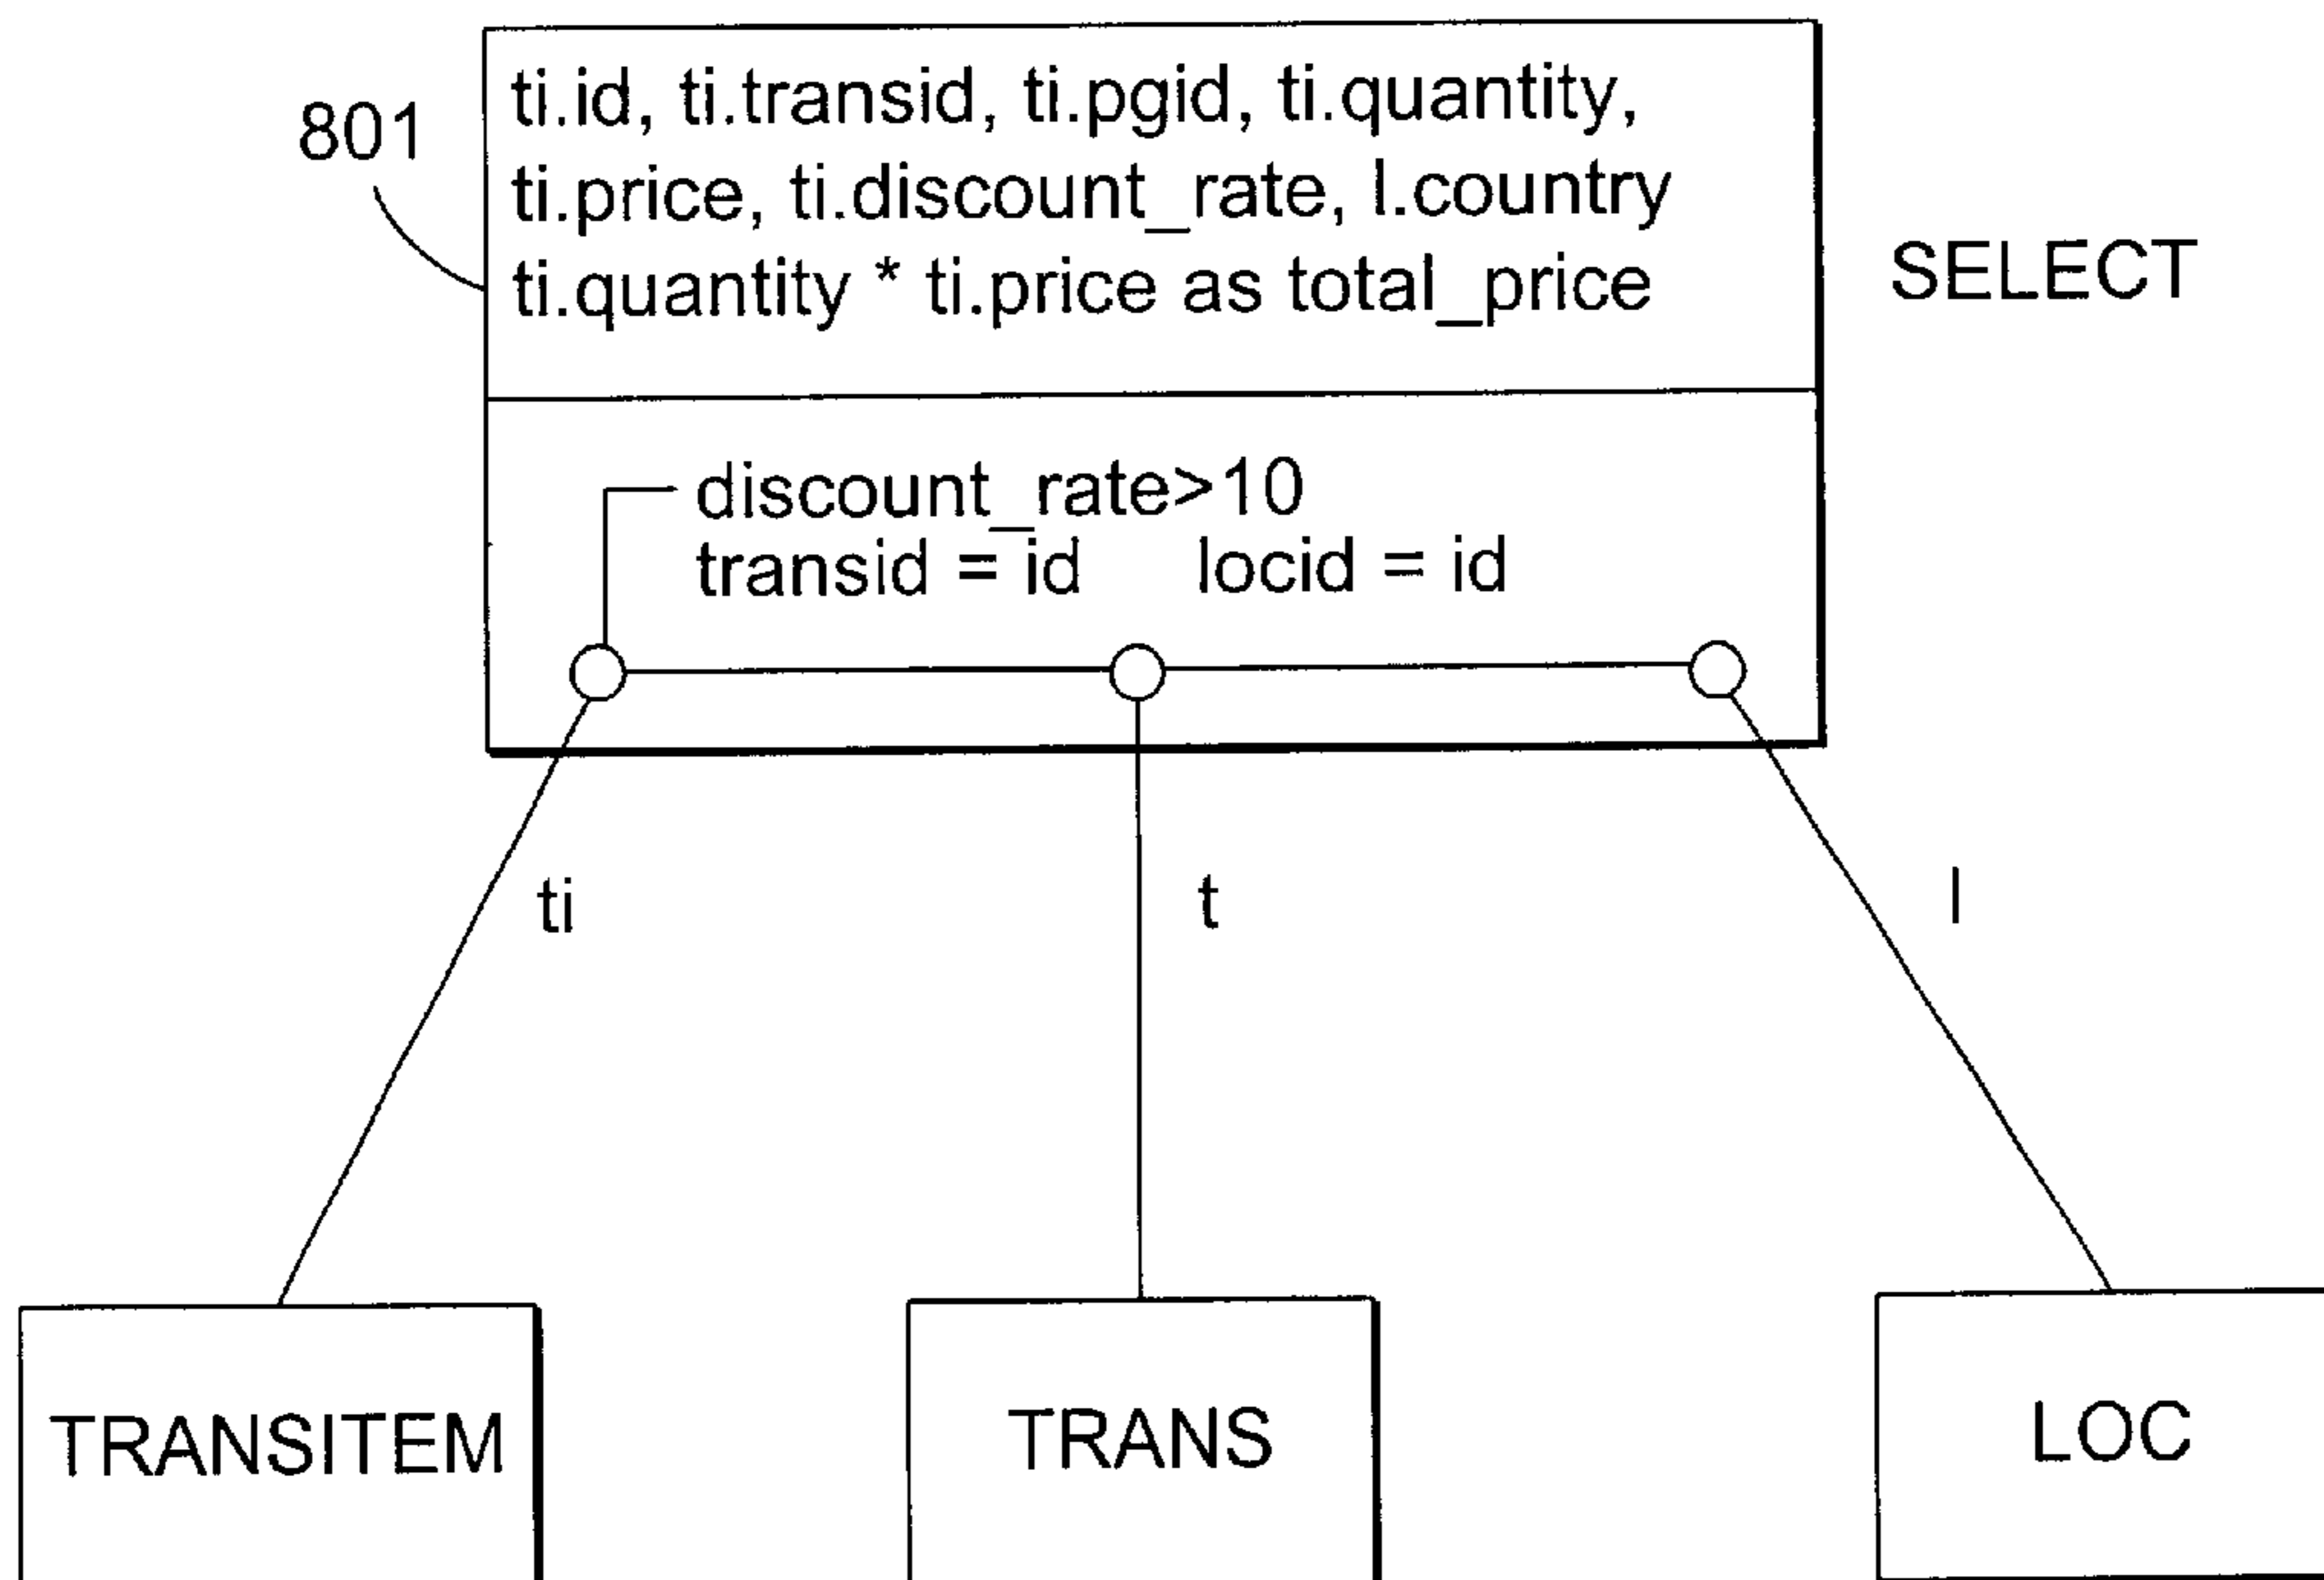 801
ti.id, ti.transid, ti.pgid, ti.quantity,
ti.price, ti.discount_rate, l.country
ti.quantity * ti.price as total_price
SELECT
discount_rate>10
transid = id locid = id
ti
t
l
TRANSITEM
TRANS
LOC